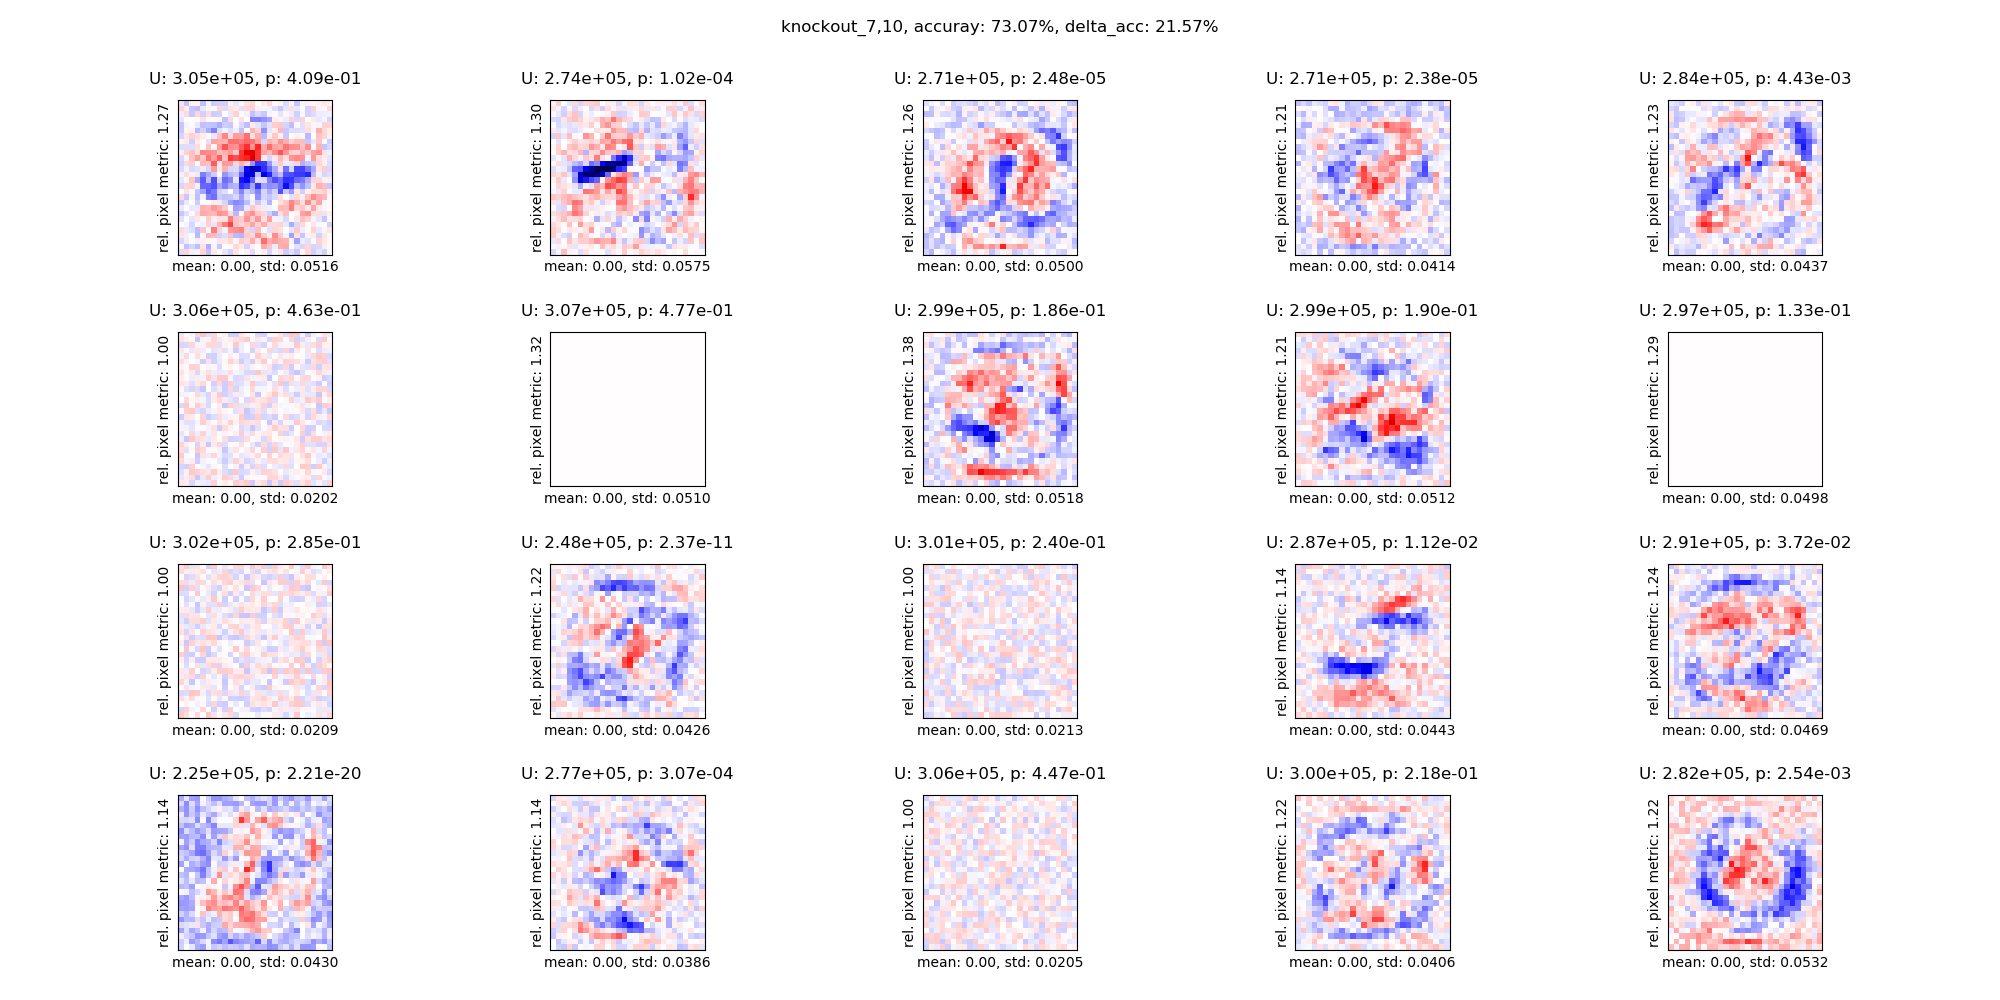 knockout_7,10, accuray: 73.07%, delta_acc: 21.57%
U: 3.05e+05, p: 4.09e-01
rel. pixel metric: 1.27
mean: 0.00, std: 0.0516
U: 2.74e+05, p: 1.02e-04
rel. pixel metric: 1.30
mean: 0.00, std: 0.0575
U: 2.71e+05, p: 2.48e-05
rel. pixel metric: 1.26
mean: 0.00, std: 0.0500
U: 2.71e+05, p: 2.38e-05
rel. pixel metric: 1.21
mean: 0.00, std: 0.0414
U: 2.84e+05, p: 4.43e-03
rel. pixel metric: 1.23
mean: 0.00, std: 0.0437
U: 3.06e+05, p: 4.63e-01
rel. pixel metric: 1.00
mean: 0.00, std: 0.0202
U: 3.07e+05, p: 4.77e-01
rel. pixel metric: 1.32
mean: 0.00, std: 0.0510
U: 2.99e+05, p: 1.86e-01
rel. pixel metric: 1.38
mean: 0.00, std: 0.0518
U: 2.99e+05, p: 1.90e-01
rel. pixel metric: 1.21
mean: 0.00, std: 0.0512
U: 2.97e+05, p: 1.33e-01
rel. pixel metric: 1.29
mean: 0.00, std: 0.0498
U: 3.02e+05, p: 2.85e-01
rel. pixel metric: 1.00
mean: 0.00, std: 0.0209
U: 2.48e+05, p: 2.37e-11
rel. pixel metric: 1.22
mean: 0.00, std: 0.0426
U: 3.01e+05, p: 2.40e-01
rel. pixel metric: 1.00
mean: 0.00, std: 0.0213
U: 2.87e+05, p: 1.12e-02
rel. pixel metric: 1.14
mean: 0.00, std: 0.0443
U: 2.91e+05, p: 3.72e-02
rel. pixel metric: 1.24
mean: 0.00, std: 0.0469
U: 2.25e+05, p: 2.21e-20
rel. pixel metric: 1.14
mean: 0.00, std: 0.0430
U: 2.77e+05, p: 3.07e-04
rel. pixel metric: 1.14
mean: 0.00, std: 0.0386
U: 3.06e+05, p: 4.47e-01
rel. pixel metric: 1.00
mean: 0.00, std: 0.0205
U: 3.00e+05, p: 2.18e-01
rel. pixel metric: 1.22
mean: 0.00, std: 0.0406
U: 2.82e+05, p: 2.54e-03
rel. pixel metric: 1.22
mean: 0.00, std: 0.0532